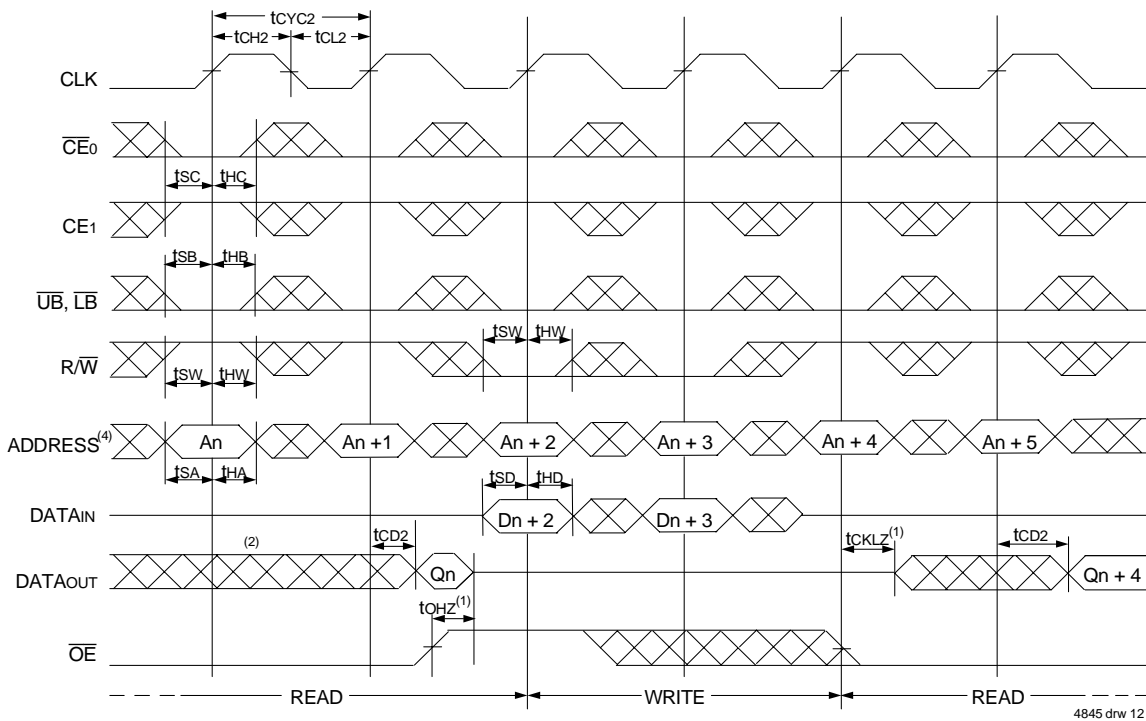 tCYC2
tCH2 tCL2
CLK
CE0
tSC tHC
CE1
tSB tHB
UB, LB
tSW tHW
R/W
tSW tHW
ADDRESS(4) An An + 1 An + 2 An + 3 An + 4 An + 5
tSA tHA tSD tHD
DATAIN Dn + 2 Dn + 3
(2) tCD2 tCKLZ(1) tCD2
DATAOUT Qn Qn + 4
tOHZ(1)
OE
READ WRITE READ
4845 drw 12